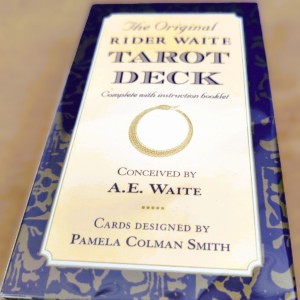 The Original
RIDER WAITE
TAROT
DECK
Complete with instruction booklet
CONCEIVED BY
A.E. WAITE
CARDS DESIGNED BY
PAMELA COLMAN SMITH